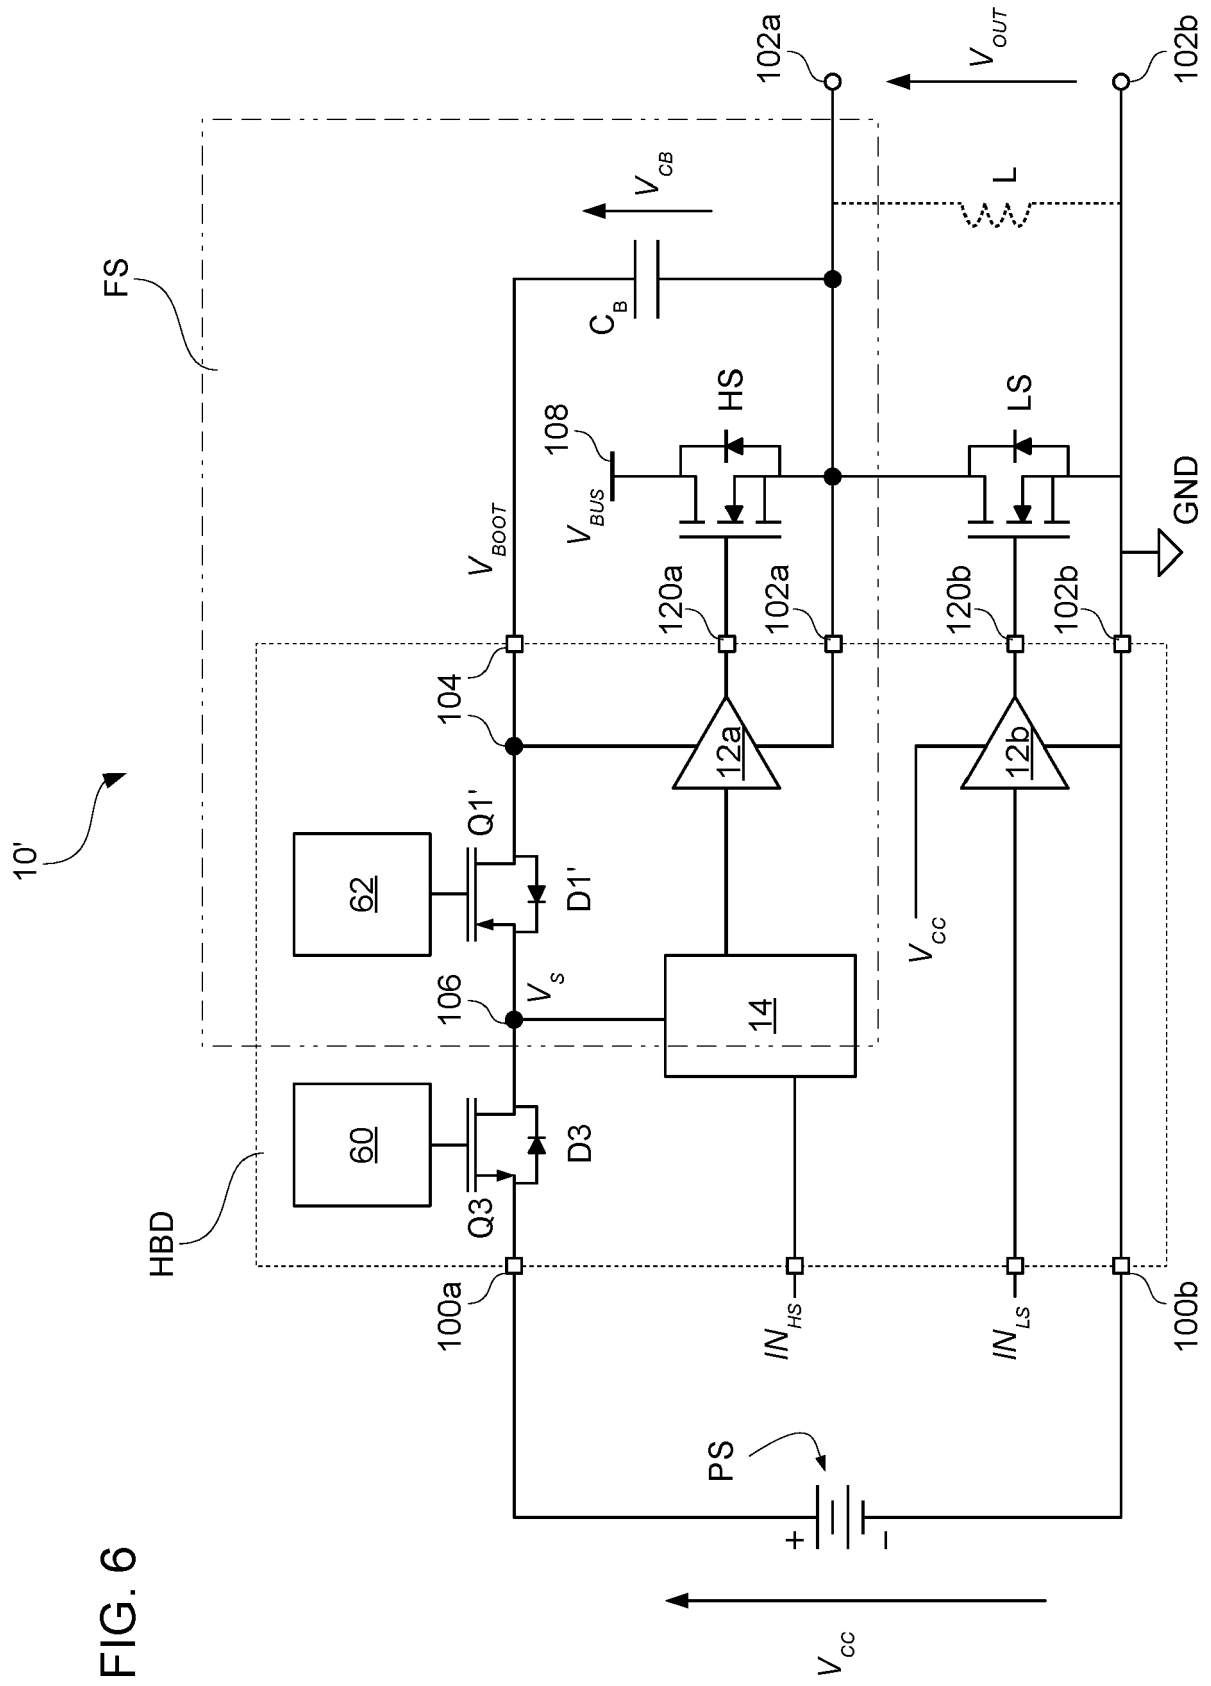 FIG. 6
10'
FS
HBD
60
62
Q3
D3
Q1'
D1'
106
V_S
104
V_BOOT
V_CB
C_B
108
V_BUS
HS
100a
14
12a
120a
102a
102a
IN_HS
PS
+
−
V_CC
V_CC
V_OUT
L
LS
12b
120b
102b
102b
IN_LS
100b
GND